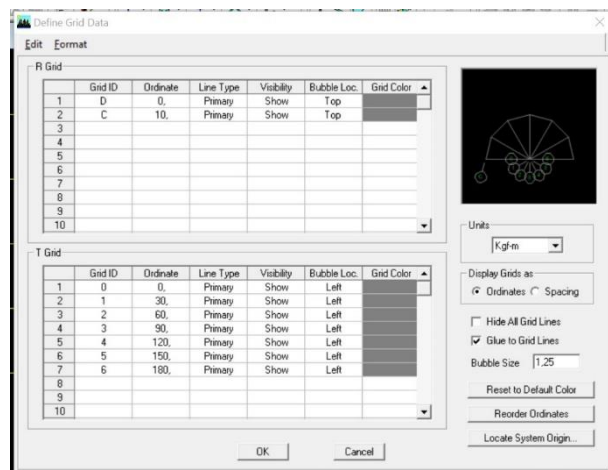 Define Grid Data
Edit Format
R Grid
Grid ID Ordinate Line Type Visibility Bubble Loc. Grid Color
1 D 0, Primary Show Top
2 C 10, Primary Show Top
3
4
5
6
7
8
9
10
Units
Kgf-m
T Grid
Grid ID Ordinate Line Type Visibility Bubble Loc. Grid Color
1 0 0, Primary Show Left
2 1 30, Primary Show Left
3 2 60, Primary Show Left
4 3 90, Primary Show Left
5 4 120, Primary Show Left
6 5 150, Primary Show Left
7 6 180, Primary Show Left
8
9
10
Display Grids as
Ordinates Spacing
Hide All Grid Lines
Glue to Grid Lines
Bubble Size 1,25
Reset to Default Color
Reorder Ordinates
Locate System Origin...
OK Cancel